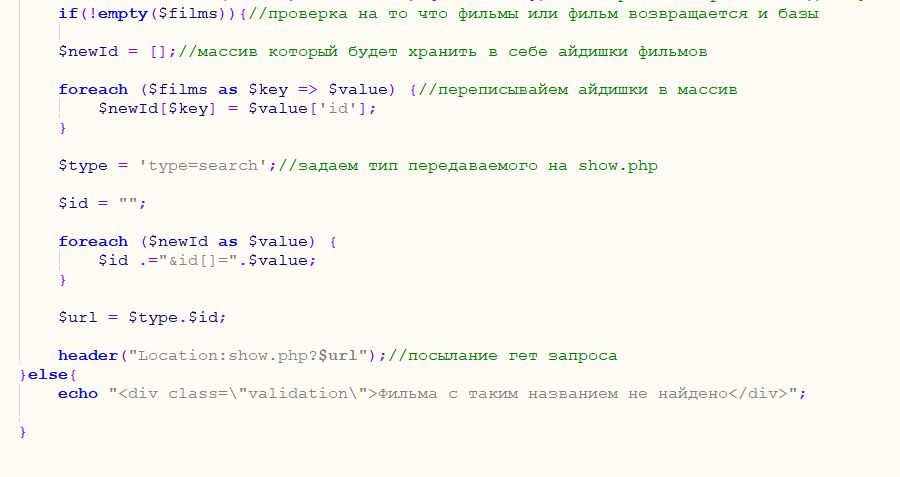 if(!empty($films)){//проверка на то что фильмы или фильм возвращается и базы
$newId = [];//массив который будет хранить в себе айдишки фильмов
foreach ($films as $key => $value) {//переписывайем айдишки в массив
$newId[$key] = $value['id'];
}
$type = 'type=search';//задаем тип передаваемого на show.php
$id = "";
foreach ($newId as $value) {
$id .="&id[]=".$value;
}
$url = $type.$id;
header("Location:show.php?$url");//посылание гет запроса
}else{
echo "<div class=\"validation\">Фильма с таким названием не найдено</div>";
}